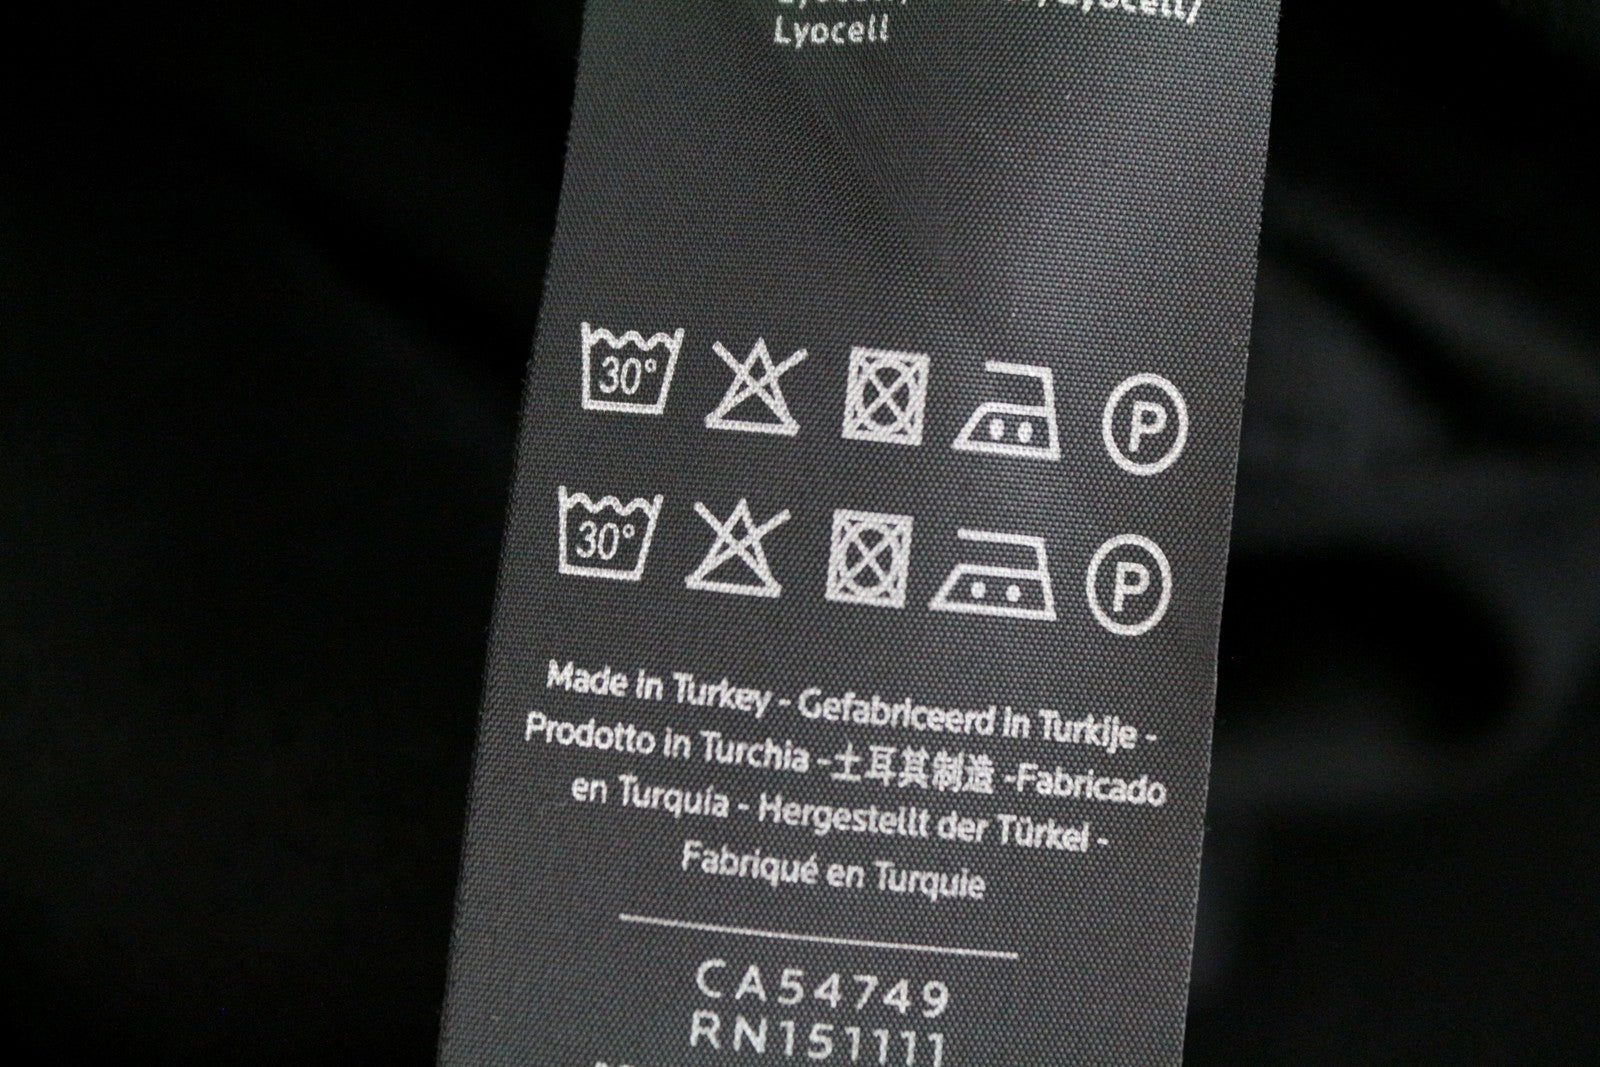 Lyocell/
Lyocell
30°
30°
Made in Turkey - Gefabriceerd in Turkije -
Prodotto in Turchia -土耳其制造 -Fabricado
en Turquía - Hergestellt der Türkei -
Fabriqué en Turquie
CA54749
RN151111